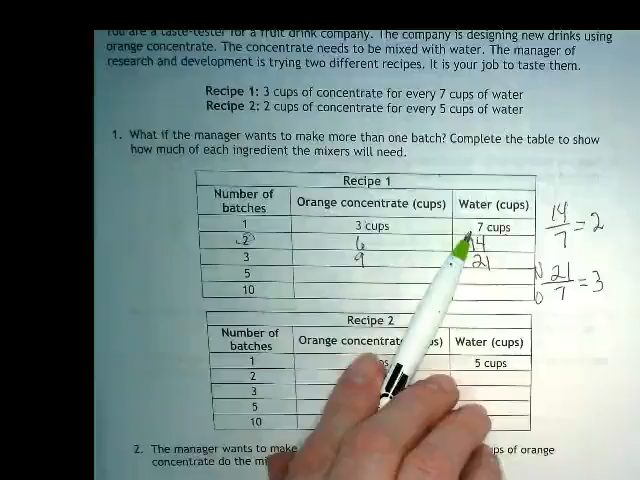 You are a taste-tester for a fruit drink company. The company is designing new drinks using
orange concentrate. The concentrate needs to be mixed with water. The manager of
research and development is trying two different recipes. It is your job to taste them.
Recipe 1: 3 cups of concentrate for every 7 cups of water
Recipe 2: 2 cups of concentrate for every 5 cups of water
1. What if the manager wants to make more than one batch? Complete the table to show
how much of each ingredient the mixers will need.
Recipe 1
Number of batches Orange concentrate (cups) Water (cups)
1 3 cups 7 cups
2 6 14
3 9 21
5
10
14/7 = 2
N 21/7 = 3
D
Recipe 2
Number of batches Orange Water (cups)
1 5 cups
2
3
5
10
2. The manager wants to make of orange
concentrate do the